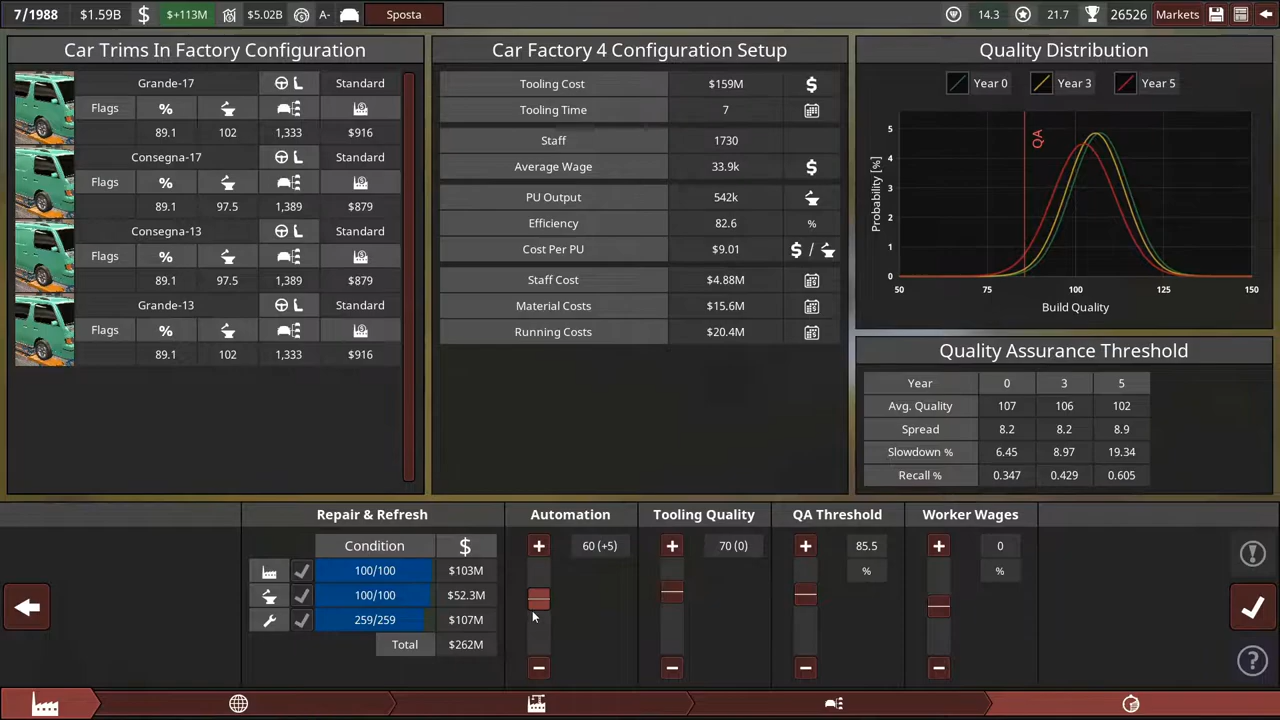 7/1988 $1.59B $+113M $5.02B A- Sposta 14.3 21.7 26526 Markets
Car Trims In Factory Configuration
Grande-17 Standard
Flags %
89.1 102 1,333 $916
Consegna-17 Standard
Flags %
89.1 97.5 1,389 $879
Consegna-13 Standard
Flags %
89.1 97.5 1,389 $879
Grande-13 Standard
Flags %
89.1 102 1,333 $916
Car Factory 4 Configuration Setup
Tooling Cost $159M $
Tooling Time 7
Staff 1730
Average Wage 33.9k $
PU Output 542k
Efficiency 82.6 %
Cost Per PU $9.01 $ /
Staff Cost $4.88M
Material Costs $15.6M
Running Costs $20.4M
Quality Distribution
Year 0 Year 3 Year 5
QA
Probability [%]
5
4
3
2
1
0
50 75 100 125 150
Build Quality
Quality Assurance Threshold
Year 0 3 5
Avg. Quality 107 106 102
Spread 8.2 8.2 8.9
Slowdown % 6.45 8.97 19.34
Recall % 0.347 0.429 0.605
Repair & Refresh
Condition $
100/100 $103M
100/100 $52.3M
259/259 $107M
Total $262M
Automation
60 (+5)
Tooling Quality
70 (0)
QA Threshold
85.5
%
Worker Wages
0
%